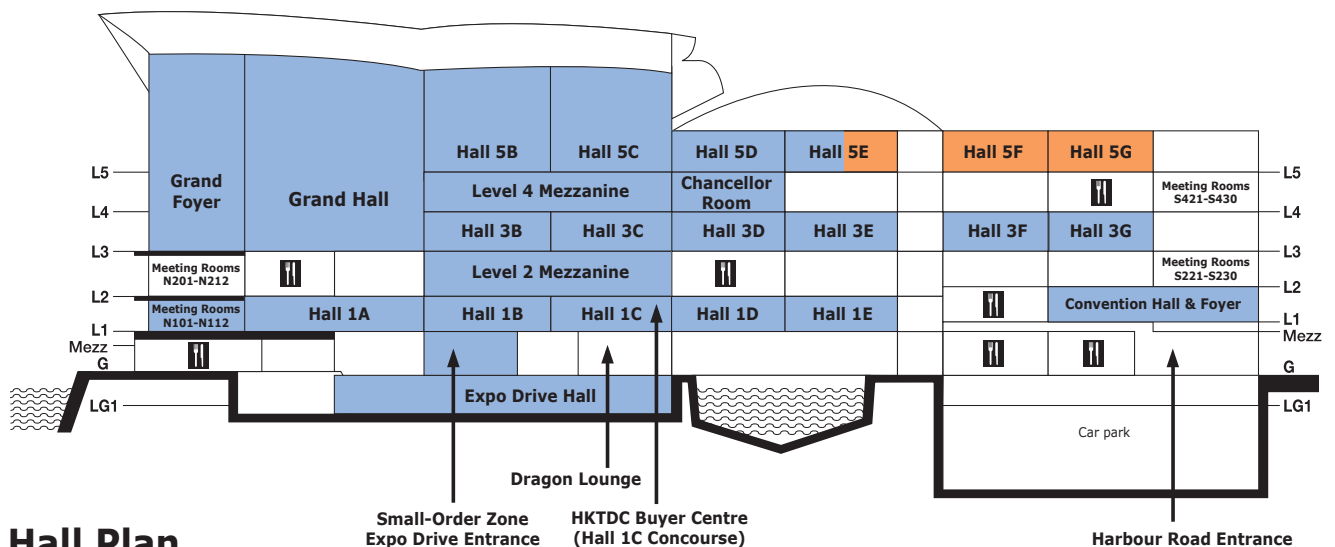 Hall 5B
Hall 5C
Hall 5D
Hall 5E
Hall 5F
Hall 5G
L5
L5
Grand
Foyer
Grand Hall
Level 4 Mezzanine
Chancellor
Room
Meeting Rooms
S421-S430
L4
L4
Hall 3B
Hall 3C
Hall 3D
Hall 3E
Hall 3F
Hall 3G
L3
L3
Meeting Rooms
N201-N212
Level 2 Mezzanine
Meeting Rooms
S221-S230
L2
L2
Meeting Rooms
N101-N112
Hall 1A
Hall 1B
Hall 1C
Hall 1D
Hall 1E
Convention Hall & Foyer
L1
L1
Mezz
Mezz
G
G
Expo Drive Hall
LG1
LG1
Car park
Dragon Lounge
Small-Order Zone
Expo Drive Entrance
HKTDC Buyer Centre
(Hall 1C Concourse)
Harbour Road Entrance
Hall Plan